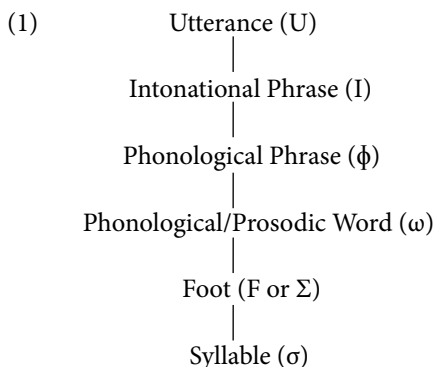 (1) Utterance (U)
Intonational Phrase (I)
Phonological Phrase (ϕ)
Phonological/Prosodic Word (ω)
Foot (F or Σ)
Syllable (σ)